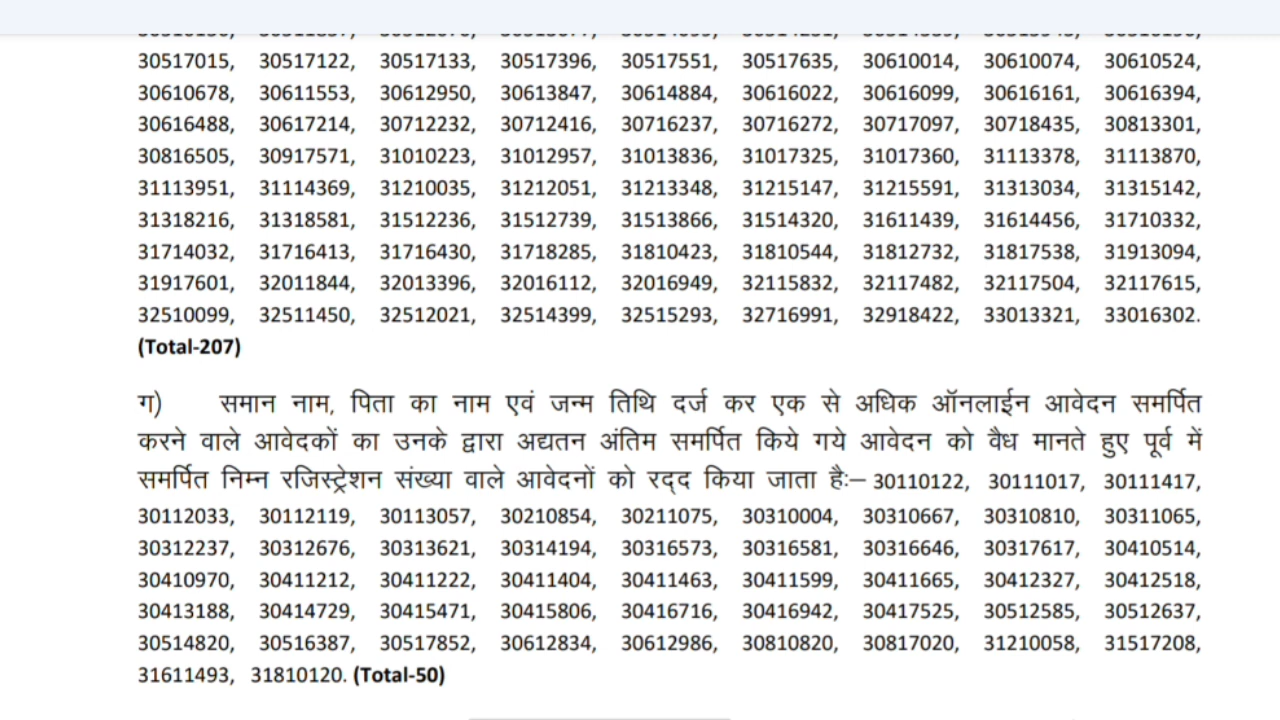 30517015, 30517122, 30517133, 30517396, 30517551, 30517635, 30610014, 30610074, 30610524,
30610678, 30611553, 30612950, 30613847, 30614884, 30616022, 30616099, 30616161, 30616394,
30616488, 30617214, 30712232, 30712416, 30716237, 30716272, 30717097, 30718435, 30813301,
30816505, 30917571, 31010223, 31012957, 31013836, 31017325, 31017360, 31113378, 31113870,
31113951, 31114369, 31210035, 31212051, 31213348, 31215147, 31215591, 31313034, 31315142,
31318216, 31318581, 31512236, 31512739, 31513866, 31514320, 31611439, 31614456, 31710332,
31714032, 31716413, 31716430, 31718285, 31810423, 31810544, 31812732, 31817538, 31913094,
31917601, 32011844, 32013396, 32016112, 32016949, 32115832, 32117482, 32117504, 32117615,
32510099, 32511450, 32512021, 32514399, 32515293, 32716991, 32918422, 33013321, 33016302.
(Total-207)
ग) समान नाम, पिता का नाम एवं जन्म तिथि दर्ज कर एक से अधिक ऑनलाईन आवेदन समर्पित
करने वाले आवेदकों का उनके द्वारा अद्यतन अंतिम समर्पित किये गये आवेदन को वैध मानते हुए पूर्व में
समर्पित निम्न रजिस्ट्रेशन संख्या वाले आवेदनों को रद्द किया जाता है:– 30110122, 30111017, 30111417,
30112033, 30112119, 30113057, 30210854, 30211075, 30310004, 30310667, 30310810, 30311065,
30312237, 30312676, 30313621, 30314194, 30316573, 30316581, 30316646, 30317617, 30410514,
30410970, 30411212, 30411222, 30411404, 30411463, 30411599, 30411665, 30412327, 30412518,
30413188, 30414729, 30415471, 30415806, 30416716, 30416942, 30417525, 30512585, 30512637,
30514820, 30516387, 30517852, 30612834, 30612986, 30810820, 30817020, 31210058, 31517208,
31611493, 31810120. (Total-50)